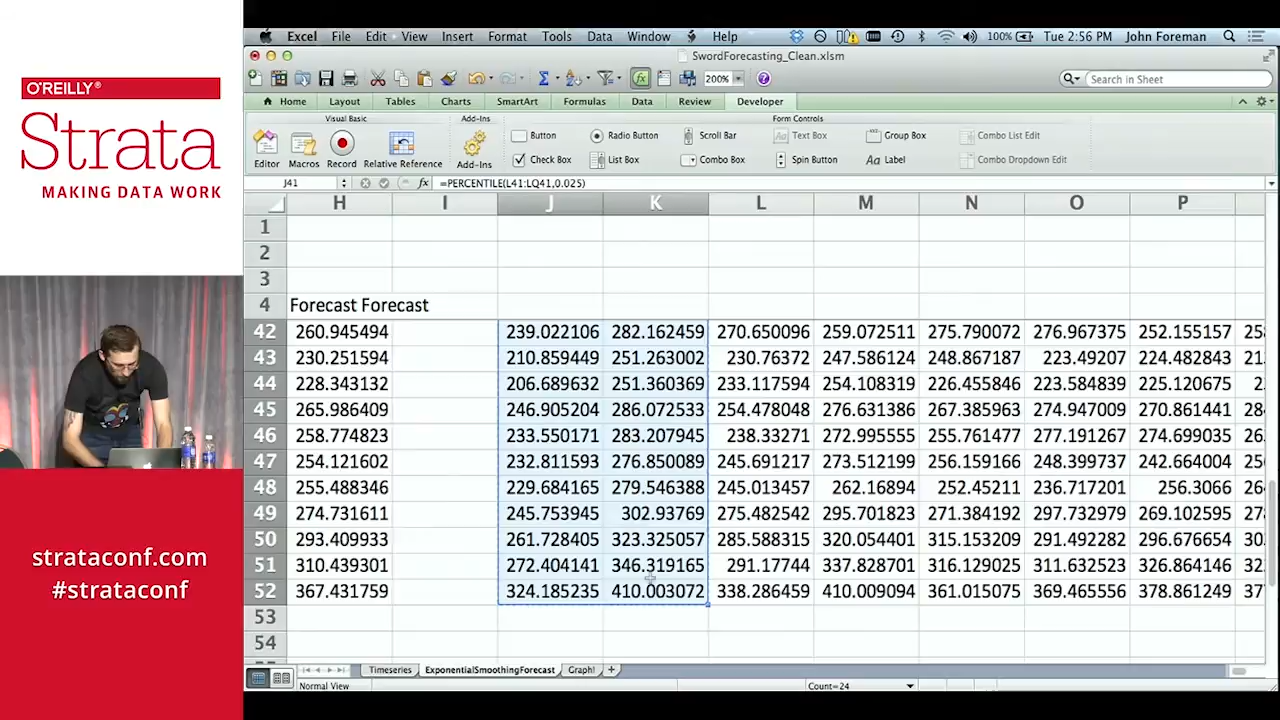 O'REILLY®
Strata
MAKING DATA WORK
strataconf.com
#strataconf
Excel File Edit View Insert Format Tools Data Window Help 100% Tue 2:56 PM John Foreman
SwordForecasting_Clean.xlsm
200% Search in Sheet
Home Layout Tables Charts SmartArt Formulas Data Review Developer
Visual Basic Add-Ins Form Controls
Editor Macros Record Relative Reference Add-Ins
Button Radio Button Scroll Bar Text Box Group Box Combo List Edit
Check Box List Box Combo Box Spin Button Label Combo Dropdown Edit
J41 fx =PERCENTILE(L41:LQ41,0.025)
H I J K L M N O P
1
2
3
4 Forecast Forecast
42 260.945494 239.022106 282.162459 270.650096 259.072511 275.790072 276.967375 252.155157
43 230.251594 210.859449 251.263002 230.76372 247.586124 248.867187 223.49207 224.482843
44 228.343132 206.689632 251.360369 233.117594 254.108319 226.455846 223.584839 225.120675
45 265.986409 246.905204 286.072533 254.478048 276.631386 267.385963 274.947009 270.861441
46 258.774823 233.550171 283.207945 238.33271 272.995555 255.761477 277.191267 274.699035
47 254.121602 232.811593 276.850089 245.691217 273.512199 256.159166 248.399737 242.664004
48 255.488346 229.684165 279.546388 245.013457 262.16894 252.45211 236.717201 256.3066
49 274.731611 245.753945 302.93769 275.482542 295.701823 271.384192 297.732979 269.102595
50 293.409933 261.728405 323.325057 285.588315 320.054401 315.153209 291.492282 296.676654
51 310.439301 272.404141 346.319165 291.17744 337.828701 316.129025 311.632523 326.864146
52 367.431759 324.185235 410.003072 338.286459 410.009094 361.015075 369.465556 378.861249
53
54
Timeseries ExponentialSmoothingForecast Graph!
Normal View Count=24